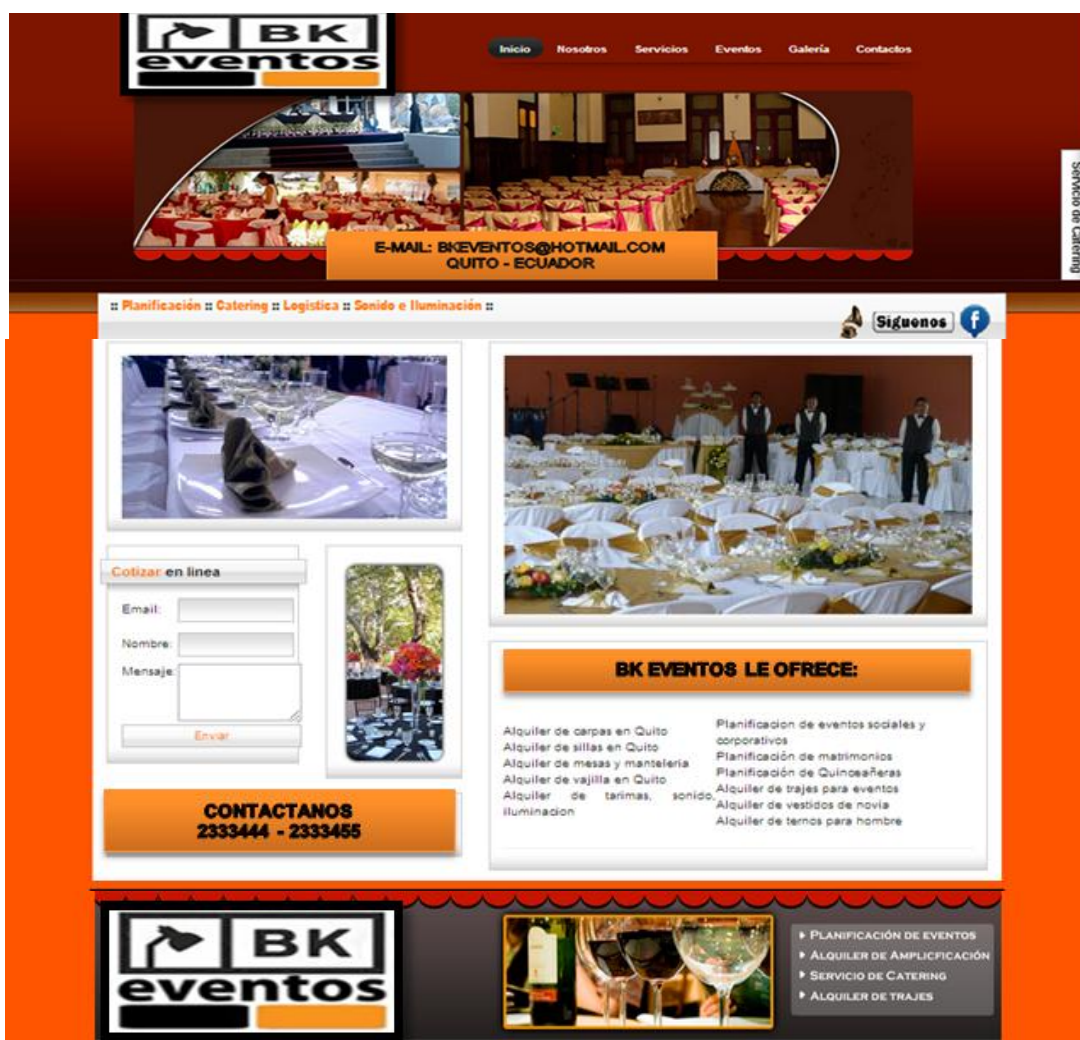 BK
eventos
Inicio Nosotros Servicios Eventos Galería Contactos
E-MAIL: BKEVENTOS@HOTMAIL.COM
QUITO - ECUADOR
Servicio de Catering
:: Planificación :: Catering :: Logistica :: Sonido e Iluminación ::
Siguenos f
Cotizar en linea
Email:
Nombre:
Mensaje:
Enviar
CONTACTANOS
2333444 - 2333455
BK EVENTOS LE OFRECE:
Alquiler de carpas en Quito
Alquiler de sillas en Quito
Alquiler de mesas y manteleria
Alquiler de vajilla en Quito
Alquiler de tarimas, sonido,
iluminacion
Planificacion de eventos sociales y
corporativos
Planificación de matrimonios
Planificación de Quinceañeras
Alquiler de trajes para eventos
Alquiler de vestidos de novia
Alquiler de ternos para hombre
BK
eventos
PLANIFICACIÓN DE EVENTOS
ALQUILER DE AMPLICFICACIÓN
SERVICIO DE CATERING
ALQUILER DE TRAJES